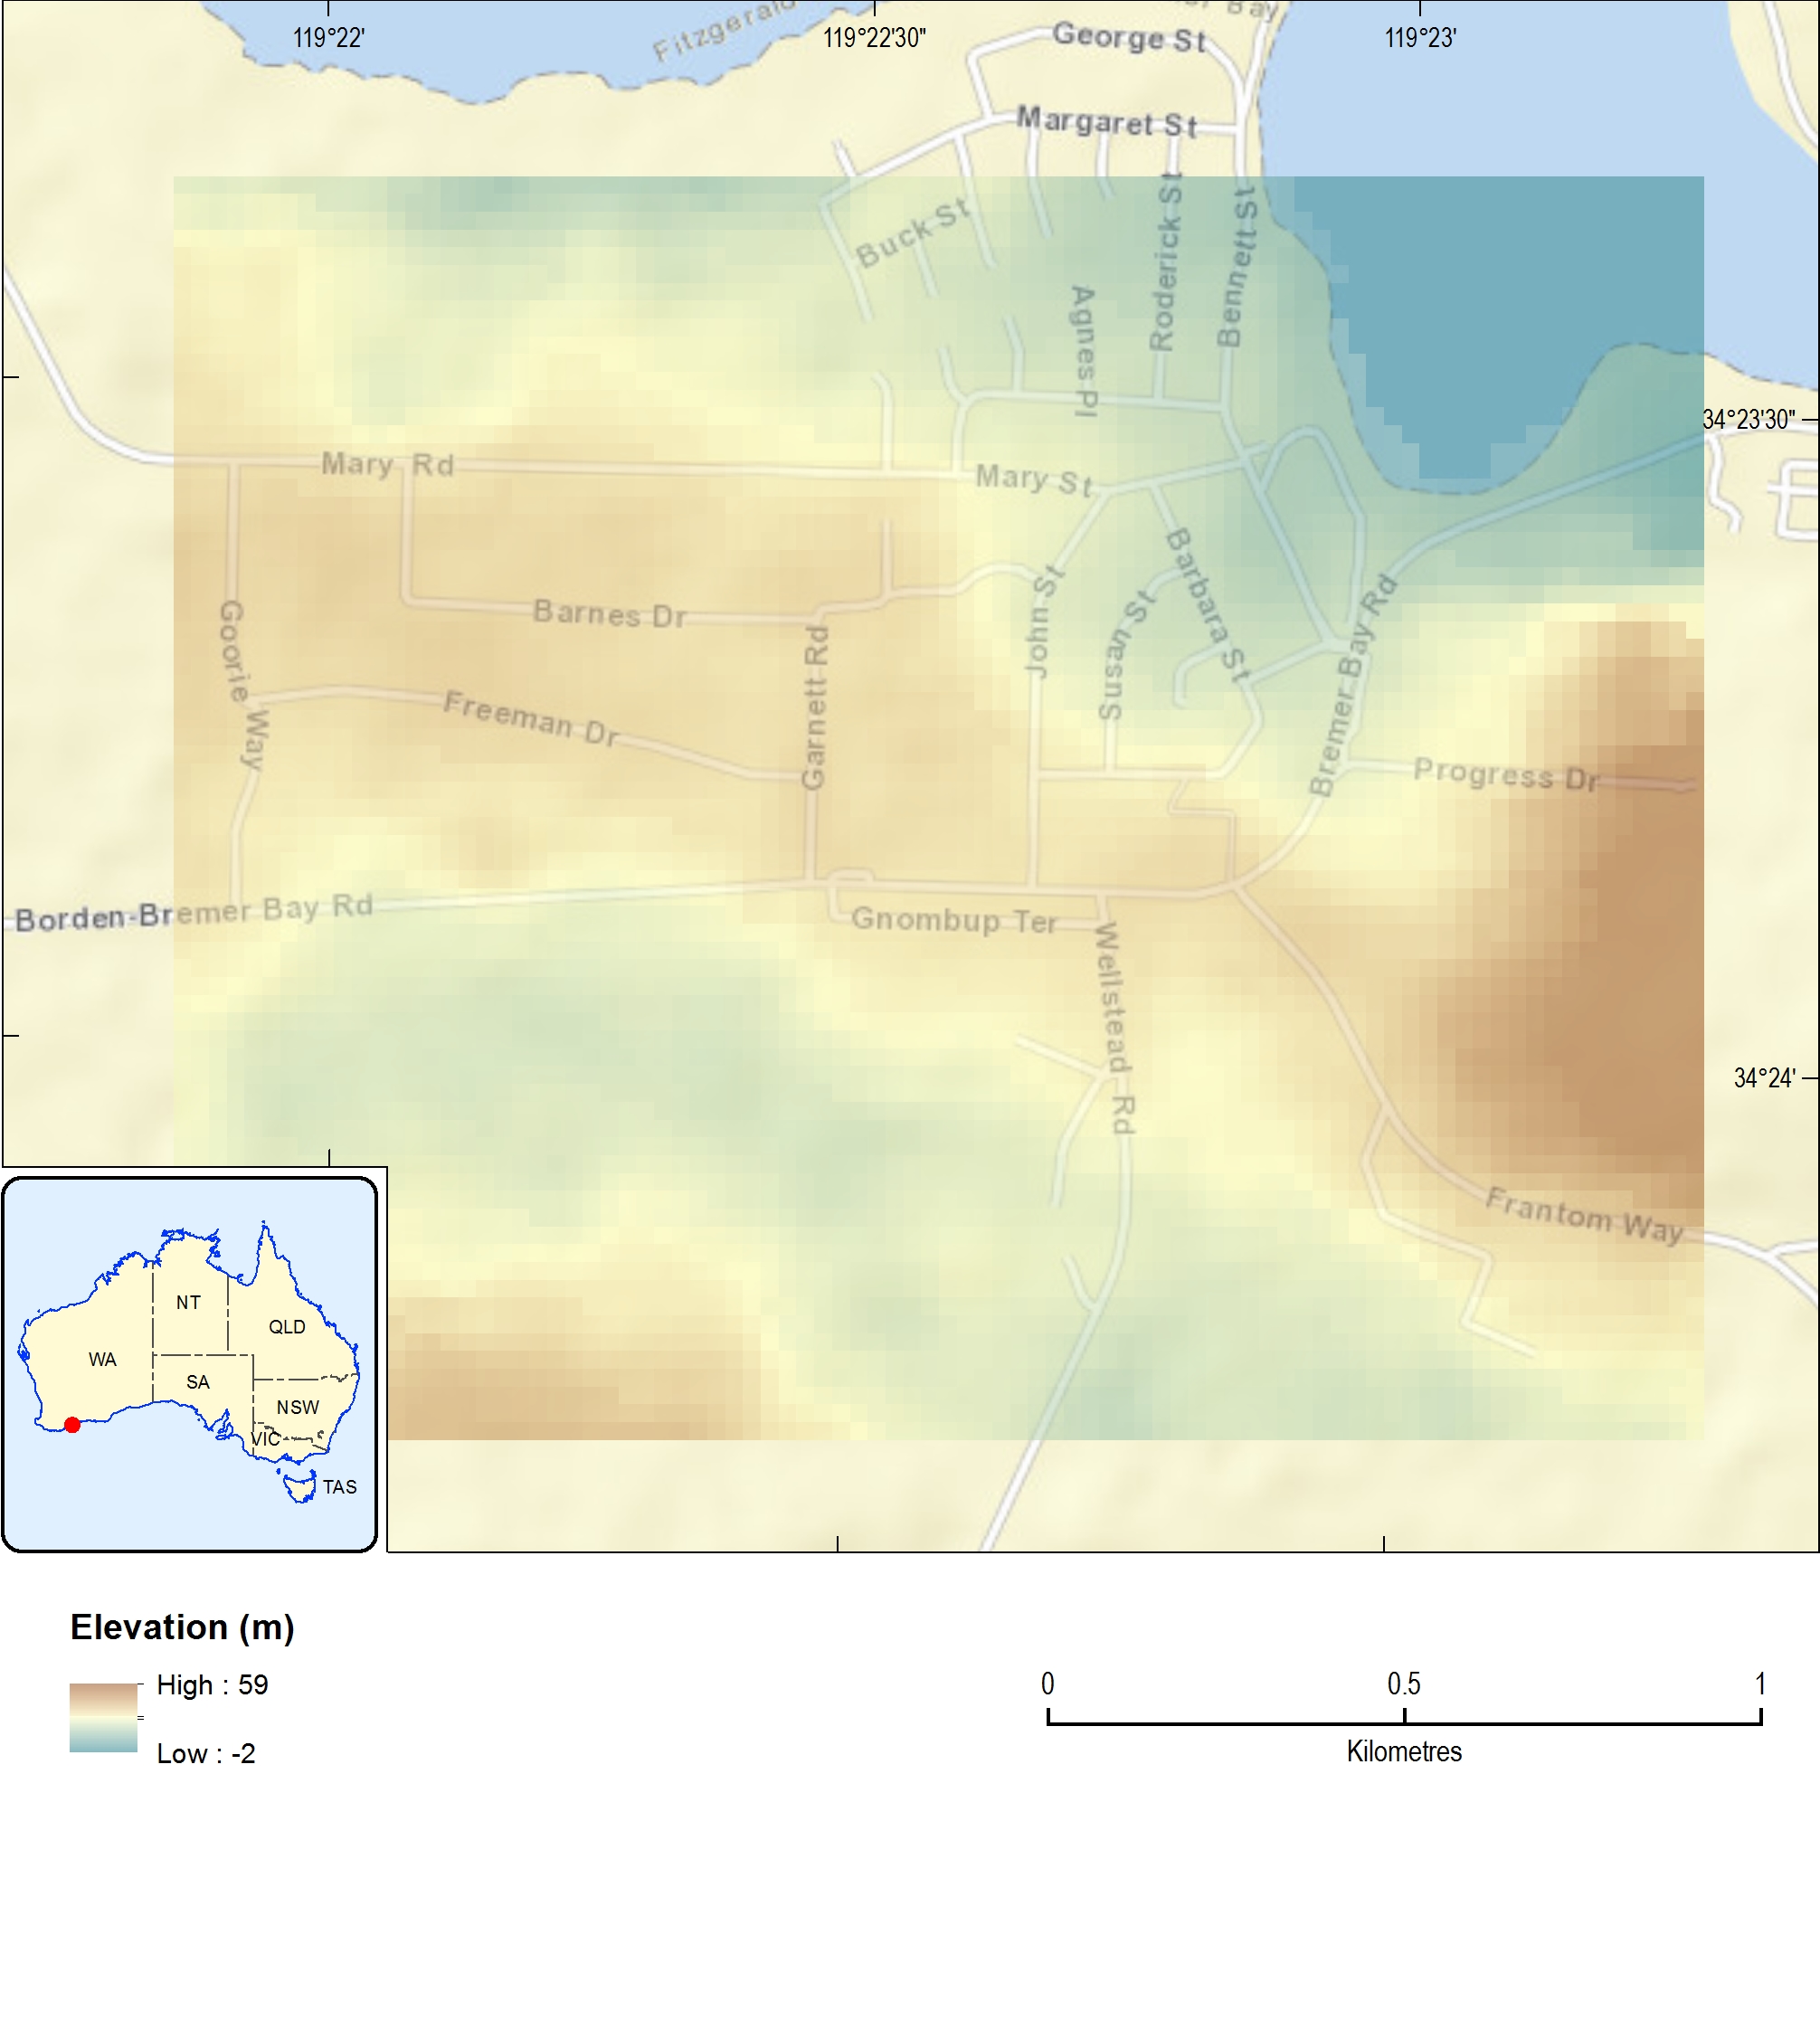 119°22'
119°22'30"
119°23'
Fitzgerald
Bay
George St
Margaret St
Buck St
Agnes Pl
Roderick St
Bennett St
34°23'30"
Mary Rd
Mary St
Barbara St
Goorie Way
Barnes Dr
John St
Susan St
Garnett Rd
Freeman Dr
Bremer Bay Rd
Progress Dr
Borden-Bremer Bay Rd
Gnombup Ter
Wellstead Rd
34°24'
Frantom Way
NT
QLD
WA
SA
NSW
VIC
TAS
Elevation (m)
High : 59
Low : -2
0 0.5 1
Kilometres